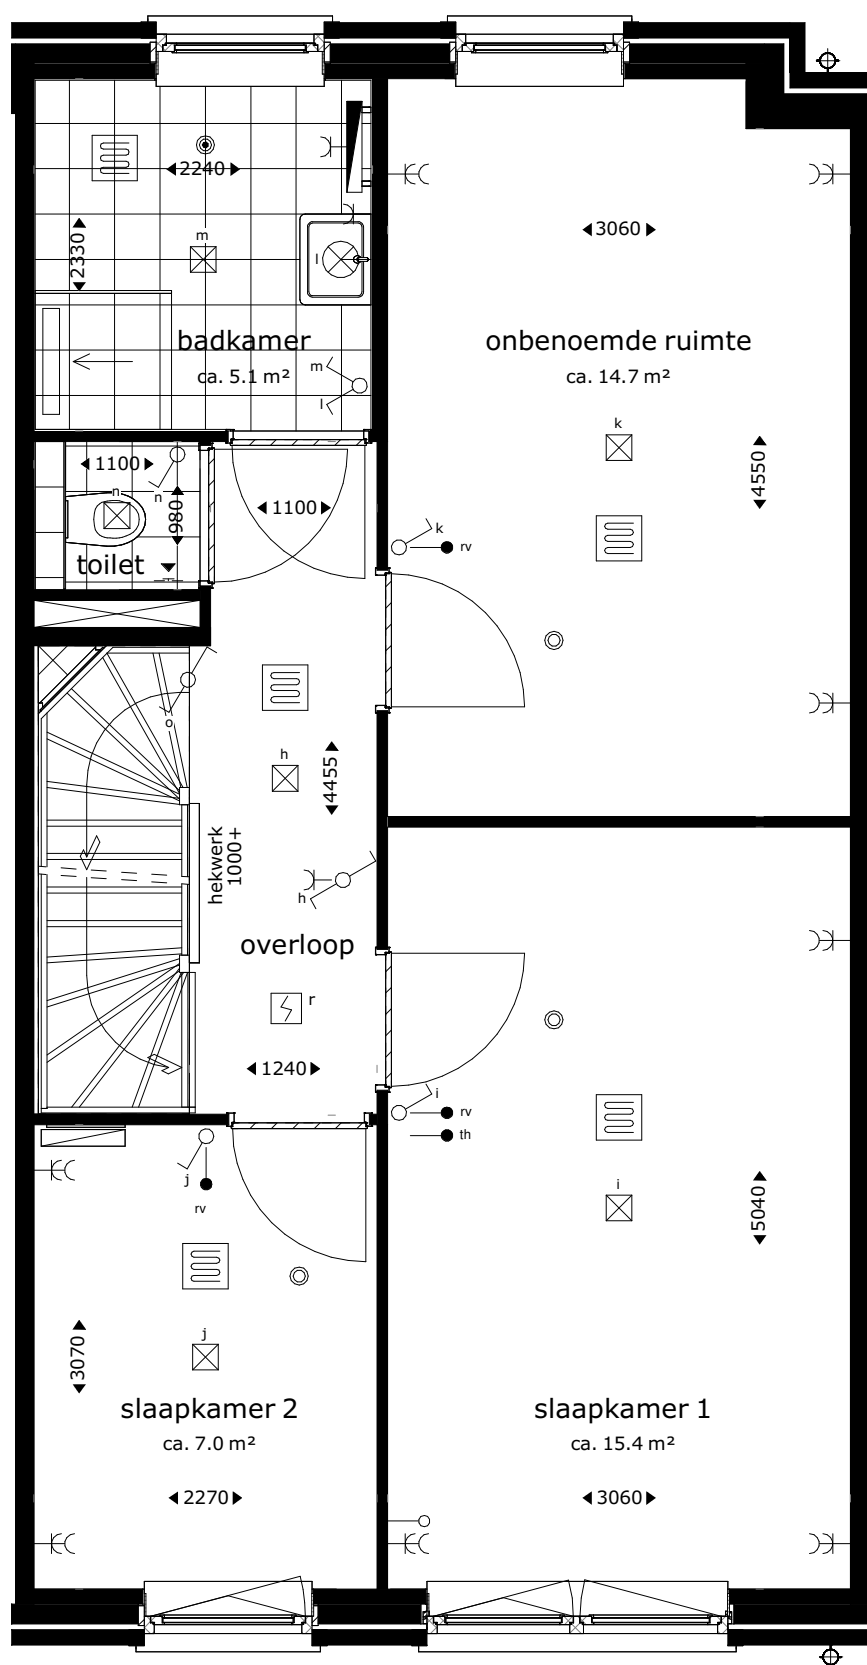 2240
3060
m
2330
l
badkamer
onbenoemde ruimte
ca. 5.1 m²
ca. 14.7 m²
m
l
k
4550
1100
n
n
980
1100
toilet
k
rv
o
h
4455
hekwerk
1000+
h
overloop
r
1240
i
rv
th
j
rv
i
5040
j
3070
slaapkamer 2
slaapkamer 1
ca. 7.0 m²
ca. 15.4 m²
2270
3060